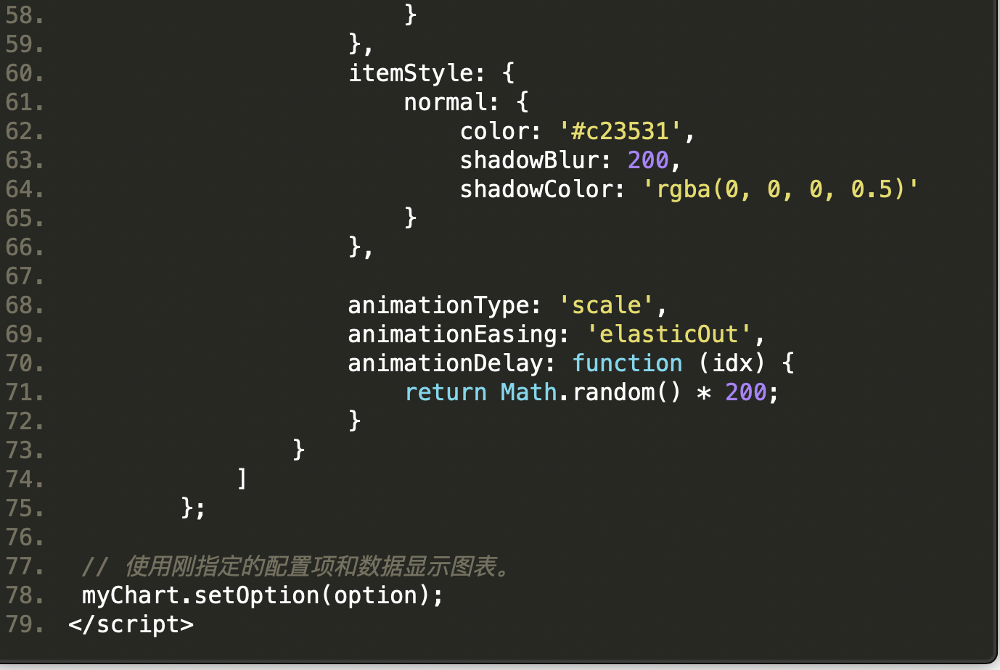 58.                          }
59.                      },
60.                      itemStyle: {
61.                          normal: {
62.                              color: '#c23531',
63.                              shadowBlur: 200,
64.                              shadowColor: 'rgba(0, 0, 0, 0.5)'
65.                          }
66.                      },
67.
68.                      animationType: 'scale',
69.                      animationEasing: 'elasticOut',
70.                      animationDelay: function (idx) {
71.                          return Math.random() * 200;
72.                      }
73.                  }
74.              ]
75.          };
76.
77.   // 使用刚指定的配置项和数据显示图表。
78.   myChart.setOption(option);
79.  </script>